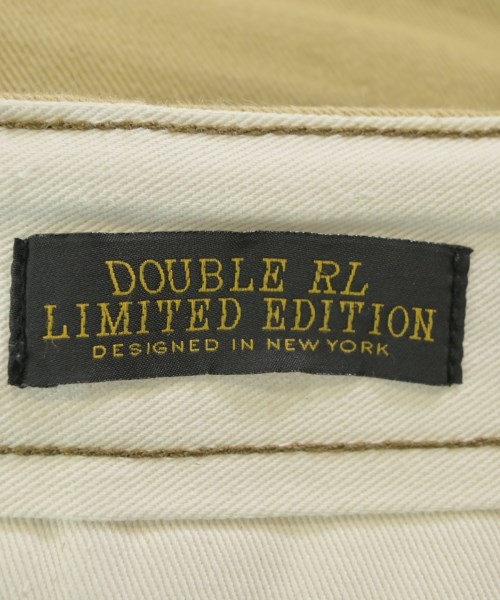 DOUBLE RL
LIMITED EDITION
DESIGNED IN NEW YORK